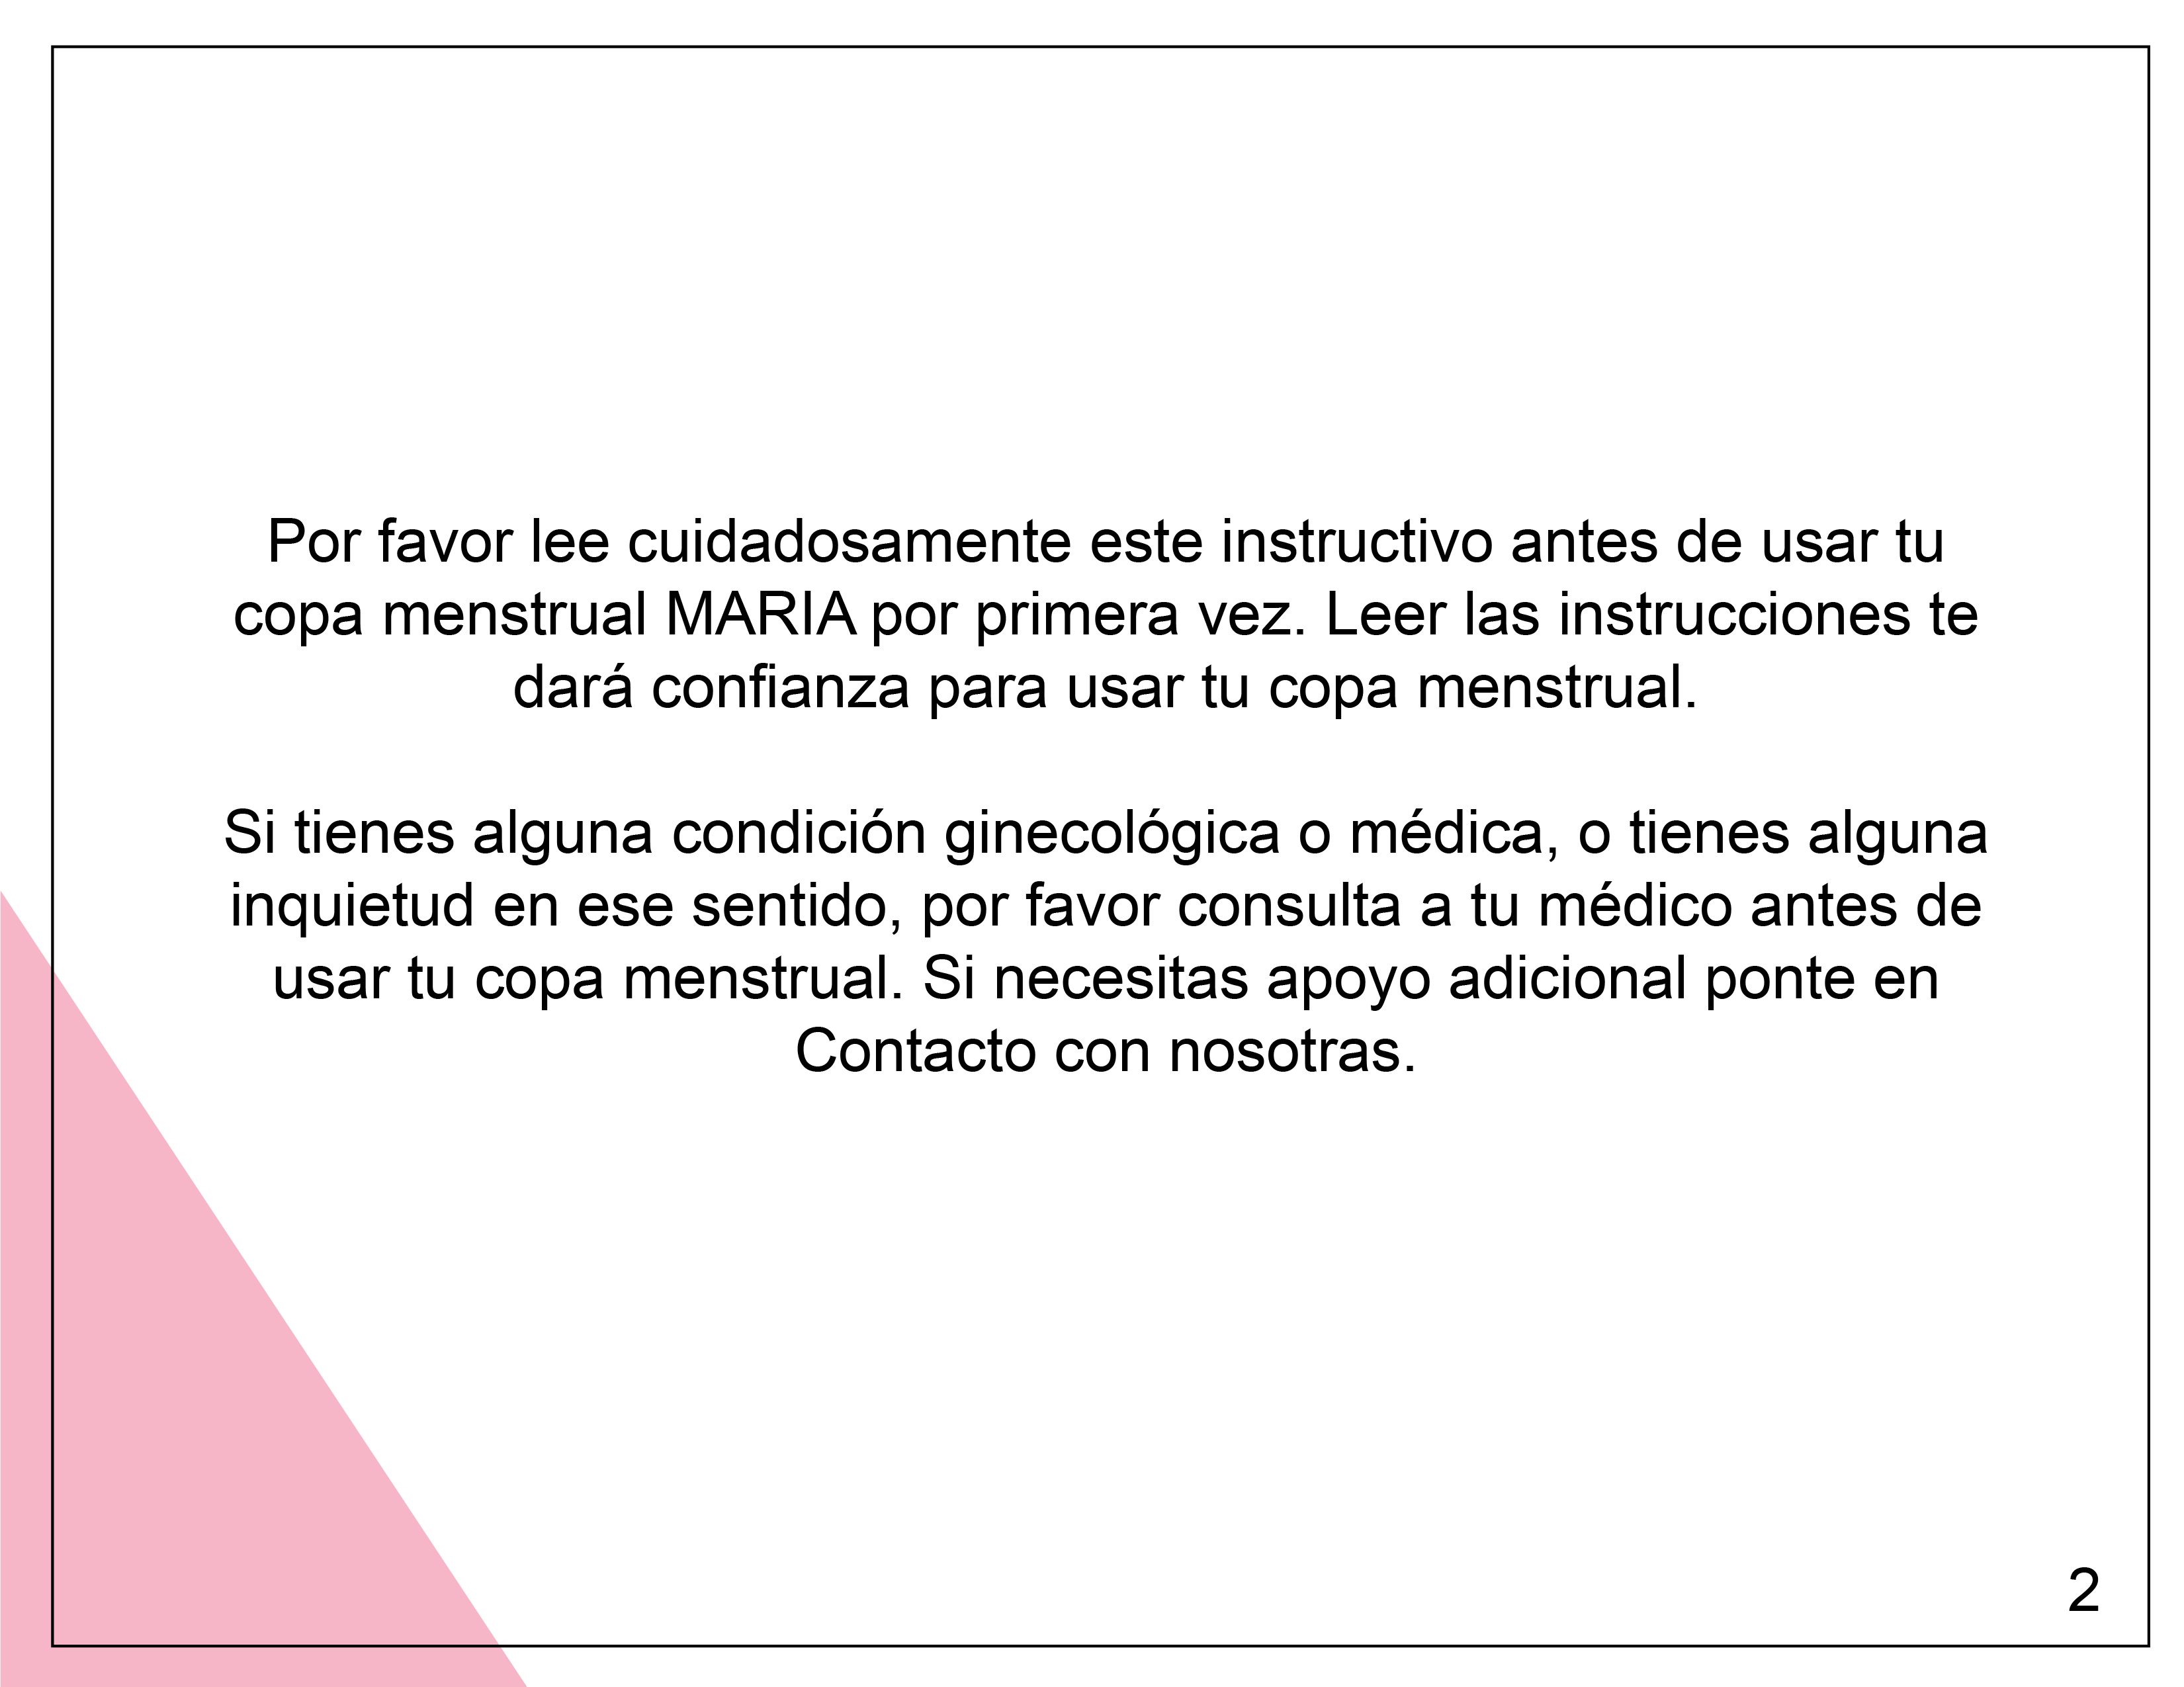 Por favor lee cuidadosamente este instructivo antes de usar tu
copa menstrual MARIA por primera vez. Leer las instrucciones te
dará confianza para usar tu copa menstrual.
Si tienes alguna condición ginecológica o médica, o tienes alguna
inquietud en ese sentido, por favor consulta a tu médico antes de
usar tu copa menstrual. Si necesitas apoyo adicional ponte en
Contacto con nosotras.
2